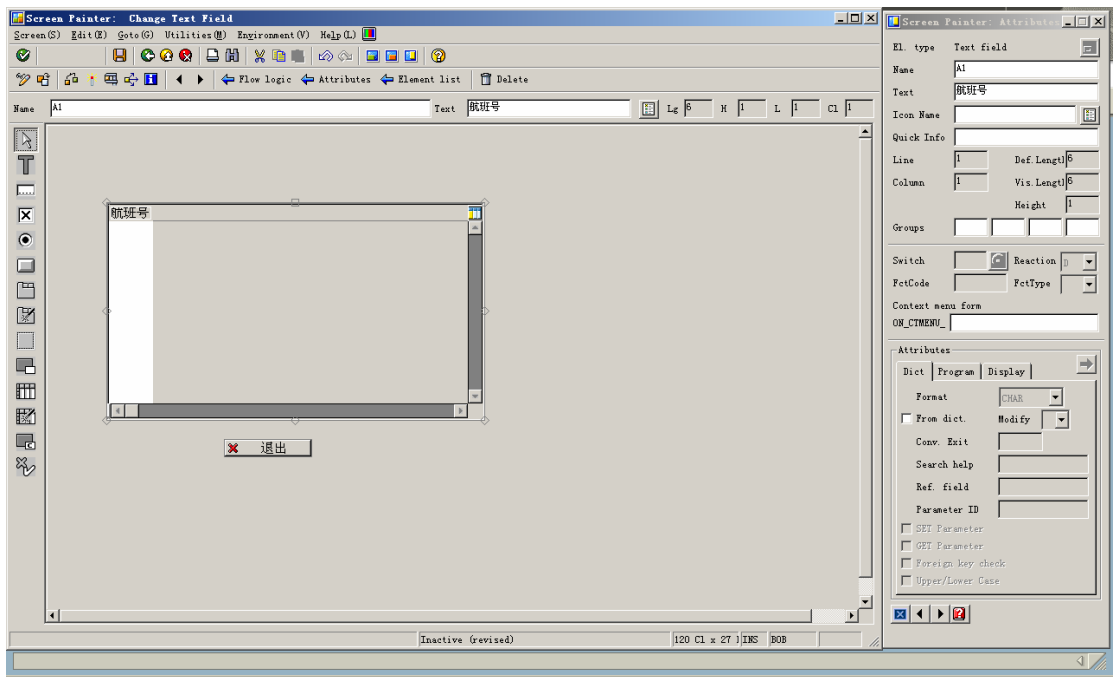 Screen Painter: Change Text Field
Screen(S) Edit(E) Goto(G) Utilities(M) Environment(V) Help(L)
Flow logic Attributes Element list Delete
Name A1 Text 航班号 Lg 6 H 1 L 1 Cl 1
航班号
退出
Inactive (revised) 120 Cl x 27 INS BOB
Screen Painter: Attributes
El. type Text field
Name A1
Text 航班号
Icon Name
Quick Info
Line 1 Def.Lengtl 6
Column 1 Vis.Lengtl 6
Height 1
Groups
Switch Reaction D
FctCode FctType
Context menu form
ON_CTMENU_
Attributes
Dict Program Display
Format CHAR
From dict. Modify
Conv. Exit
Search help
Ref. field
Parameter ID
SET Parameter
GET Parameter
Foreign key check
Upper/Lower Case